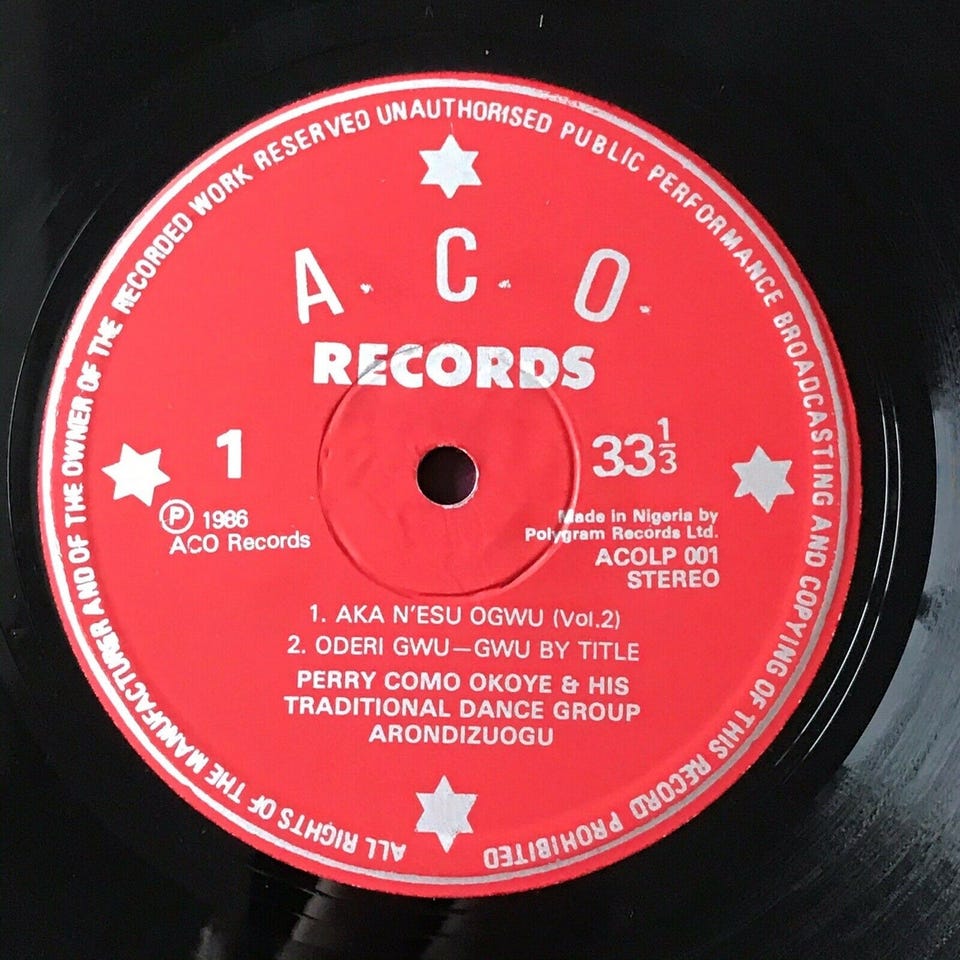 ALL RIGHTS OF THE MANUFACTURER AND OF THE OWNER OF THE RECORDED WORK RESERVED UNAUTHORISED PUBLIC PERFORMANCE BROADCASTING AND COPYING OF THIS RECORD PROHIBITED
A. C. O.
RECORDS
1
33 1/3
Ⓟ 1986
ACO Records
Made in Nigeria by
Polygram Records Ltd.
ACOLP 001
STEREO
1. AKA N'ESU OGWU (Vol.2)
2. ODERI GWU—GWU BY TITLE
PERRY COMO OKOYE & HIS
TRADITIONAL DANCE GROUP
ARONDIZUOGU